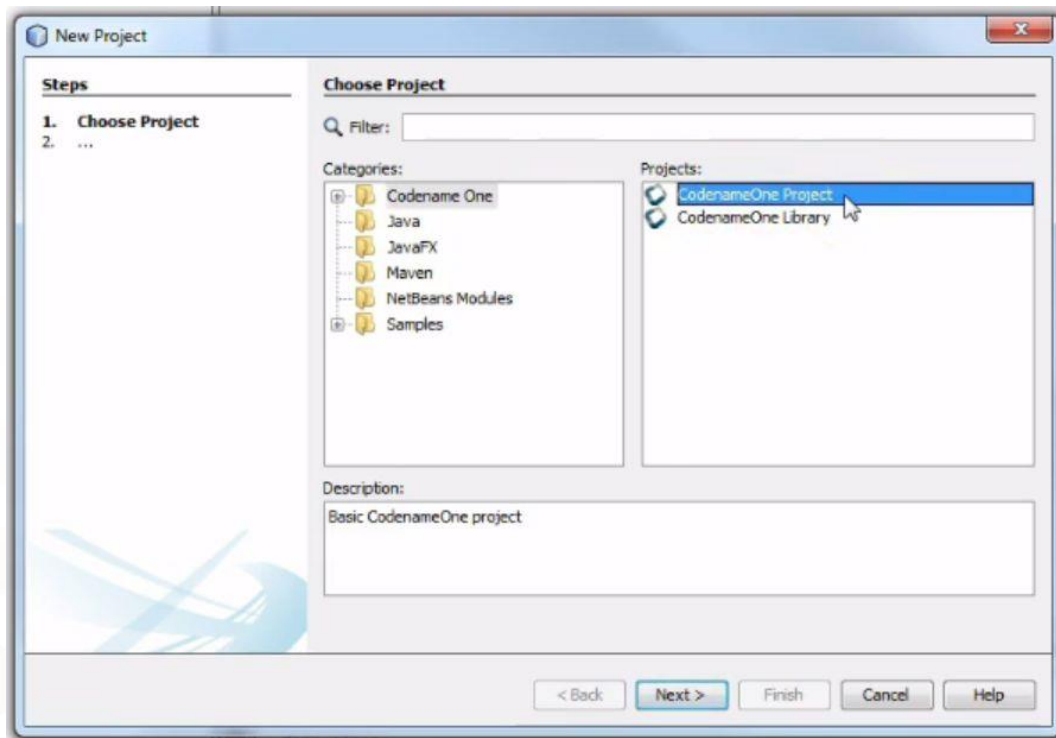 New Project
Steps
1. Choose Project
2. ...
Choose Project
Filter:
Categories:
Codename One
Java
JavaFX
Maven
NetBeans Modules
Samples
Projects:
CodenameOne Project
CodenameOne Library
Description:
Basic CodenameOne project
< Back
Next >
Finish
Cancel
Help